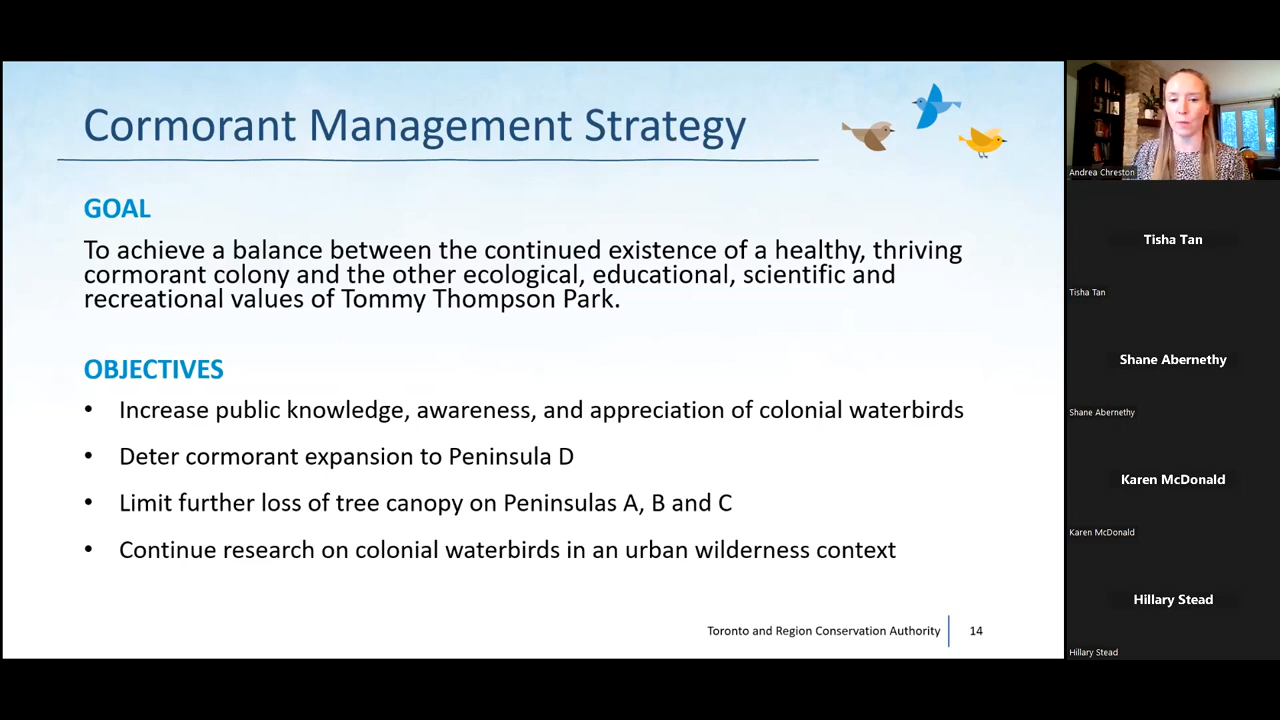 Cormorant Management Strategy
GOAL
To achieve a balance between the continued existence of a healthy, thriving
cormorant colony and the other ecological, educational, scientific and
recreational values of Tommy Thompson Park.
OBJECTIVES
• Increase public knowledge, awareness, and appreciation of colonial waterbirds
• Deter cormorant expansion to Peninsula D
• Limit further loss of tree canopy on Peninsulas A, B and C
• Continue research on colonial waterbirds in an urban wilderness context
Toronto and Region Conservation Authority 14
Andrea Chreston
Tisha Tan
Tisha Tan
Shane Abernethy
Shane Abernethy
Karen McDonald
Karen McDonald
Hillary Stead
Hillary Stead